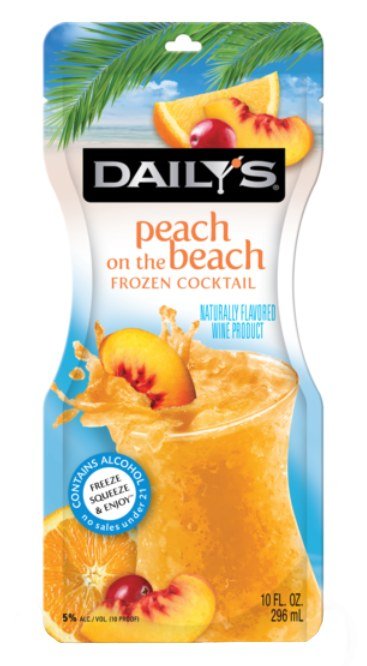 DAILY'S®
peach
on the beach
FROZEN COCKTAIL
NATURALLY FLAVORED
WINE PRODUCT
CONTAINS ALCOHOL
FREEZE
SQUEEZE
& ENJOY™
no sales under 21
5% ALC / VOL. (10 PROOF)
10 FL. OZ.
296 mL